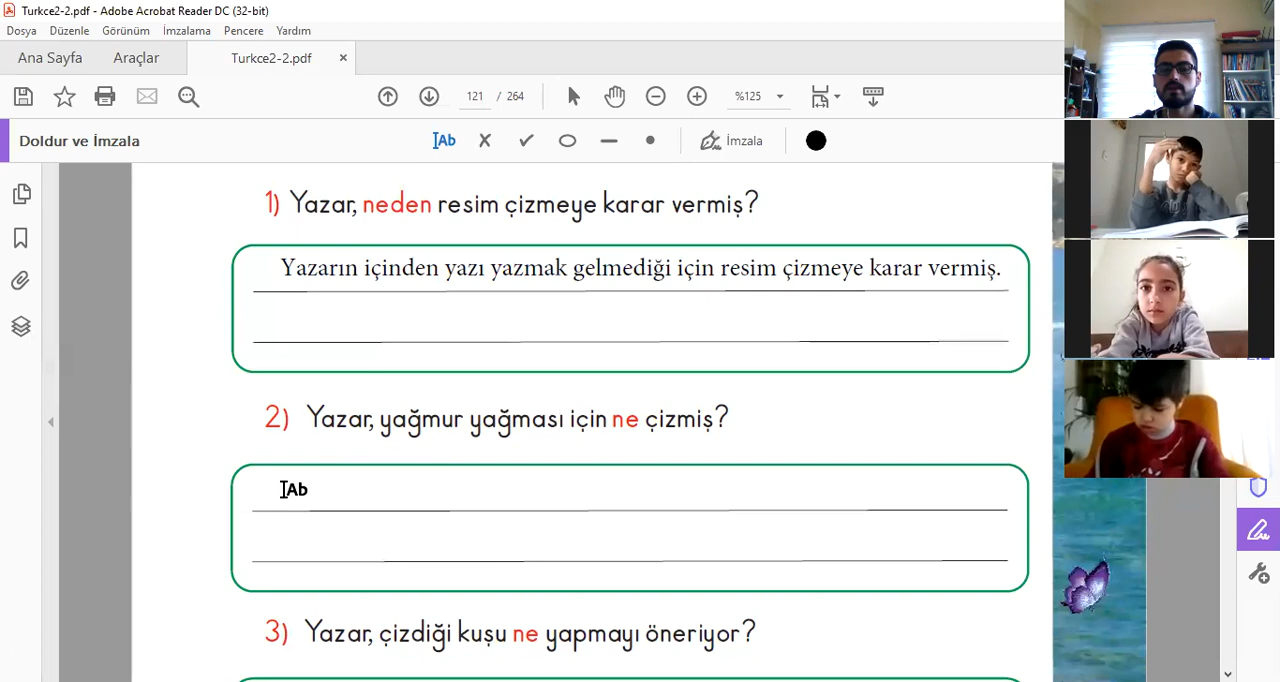 Turkce2-2.pdf - Adobe Acrobat Reader DC (32-bit)
Dosya Düzenle Görünüm İmzalama Pencere Yardım
Ana Sayfa Araçlar Turkce2-2.pdf ×
121 / 264 %125
Doldur ve İmzala Ab İmzala
1) Yazar, neden resim çizmeye karar vermiş?
Yazarın içinden yazı yazmak gelmediği için resim çizmeye karar vermiş.
2) Yazar, yağmur yağması için ne çizmiş?
Ab
3) Yazar, çizdiği kuşu ne yapmayı öneriyor?